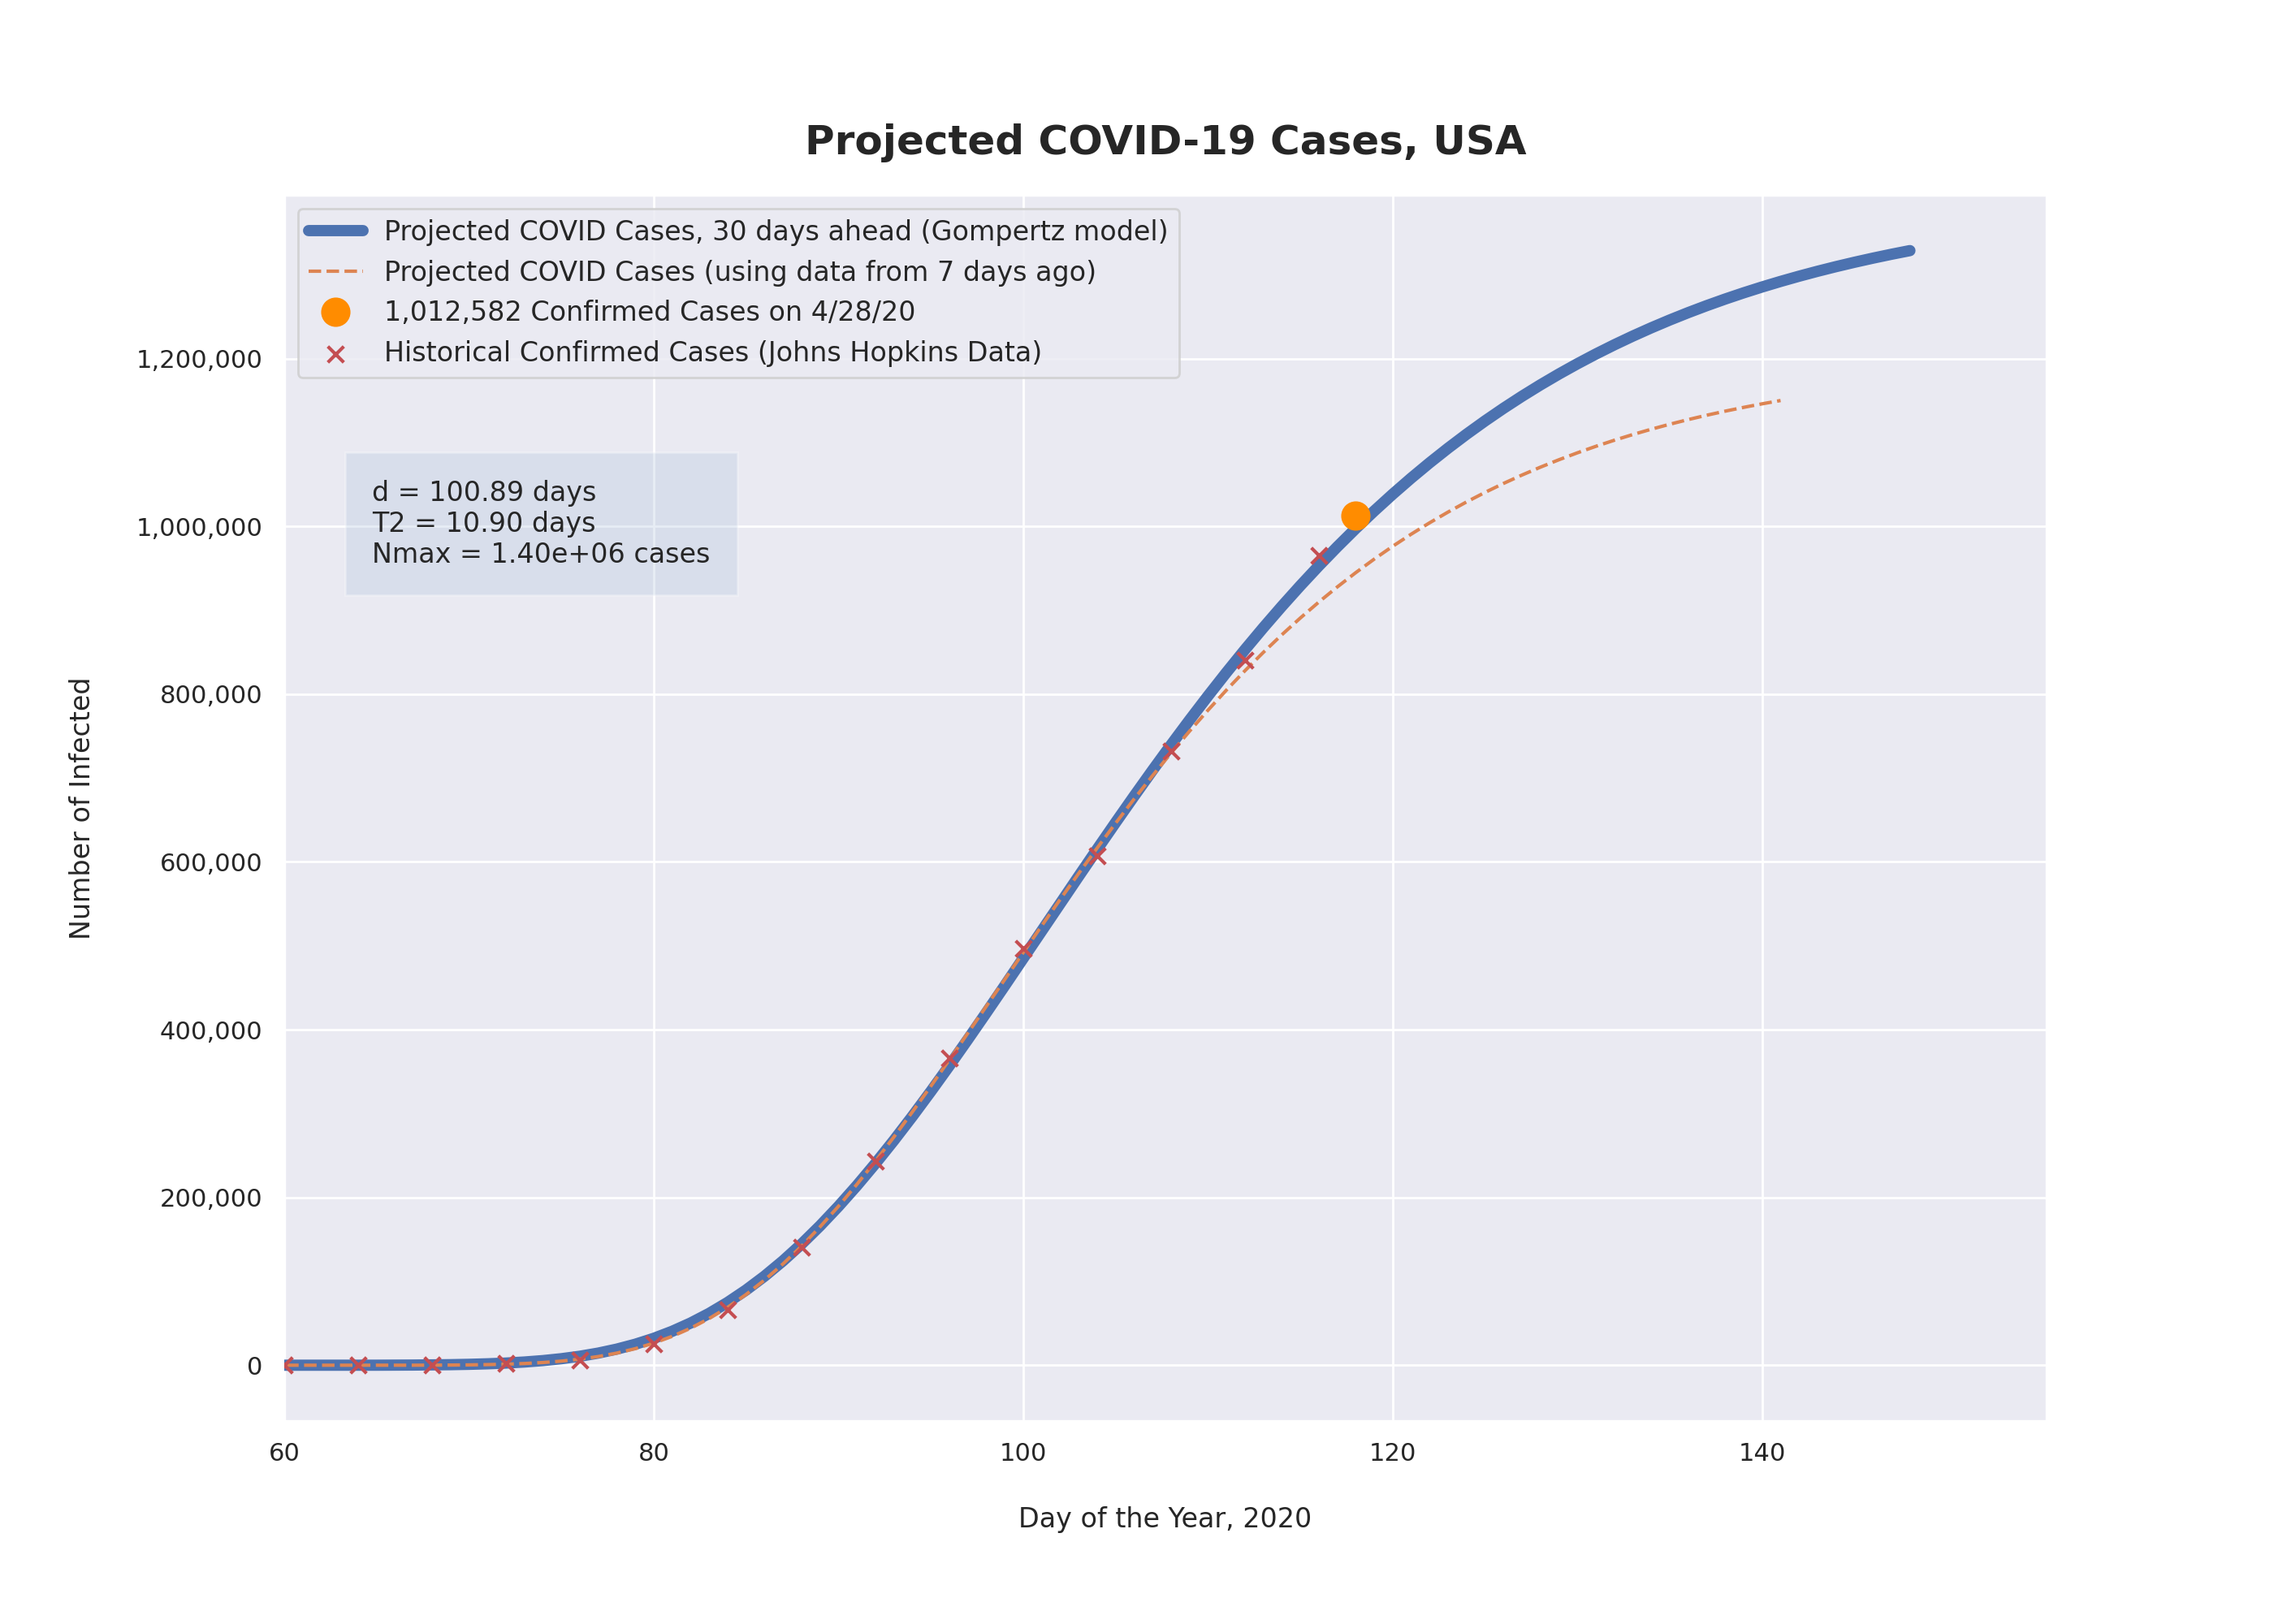 Projected COVID-19 Cases, USA
Projected COVID Cases, 30 days ahead (Gompertz model)
Projected COVID Cases (using data from 7 days ago)
1,012,582 Confirmed Cases on 4/28/20
Historical Confirmed Cases (Johns Hopkins Data)
d = 100.89 days
T2 = 10.90 days
Nmax = 1.40e+06 cases
Number of Infected
1,200,000
1,000,000
800,000
600,000
400,000
200,000
0
60 80 100 120 140
Day of the Year, 2020